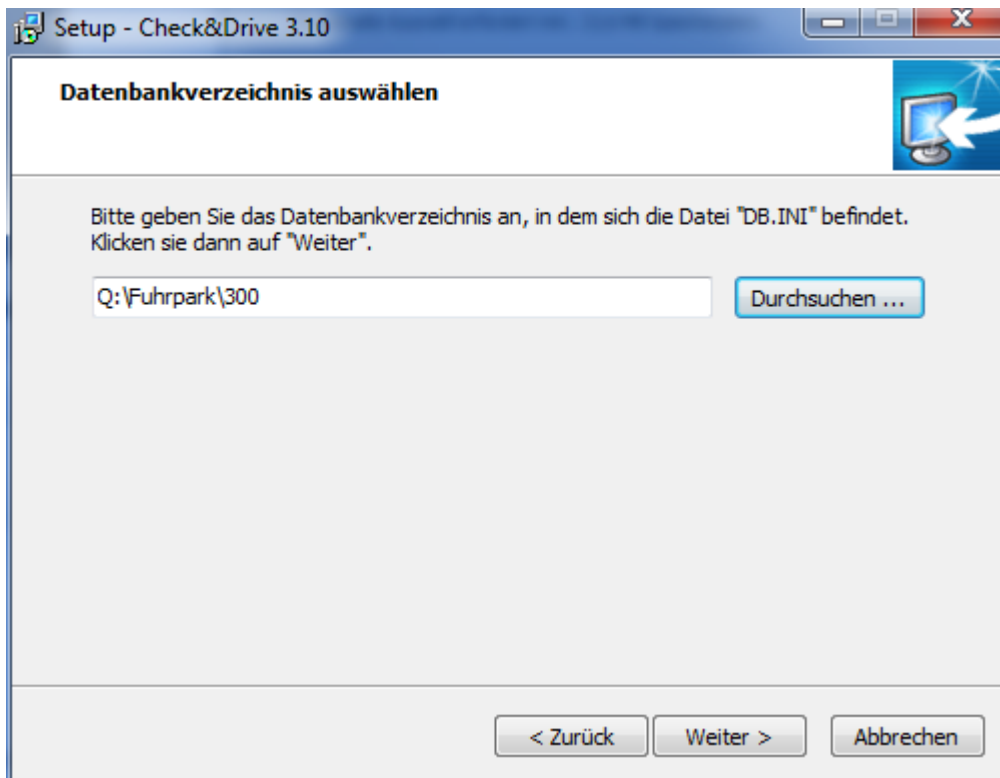 Setup - Check&Drive 3.10
Datenbankverzeichnis auswählen
Bitte geben Sie das Datenbankverzeichnis an, in dem sich die Datei "DB.INI" befindet.
Klicken sie dann auf "Weiter".
Q:\Fuhrpark\300
Durchsuchen ...
< Zurück
Weiter >
Abbrechen